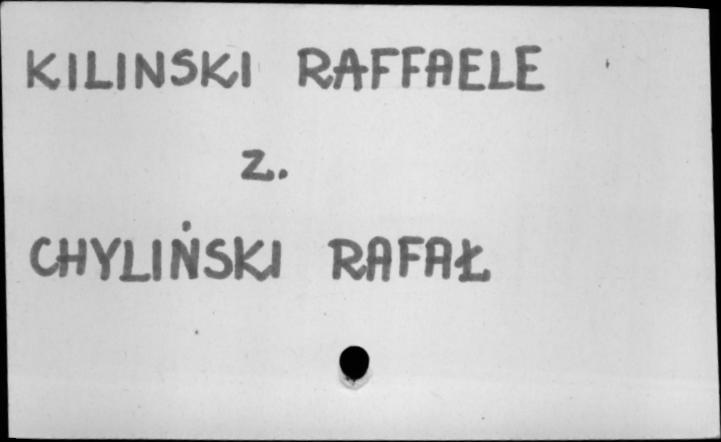 KILINSKI RAFFAELE
z.
CHYLIŃSKI RAFAŁ